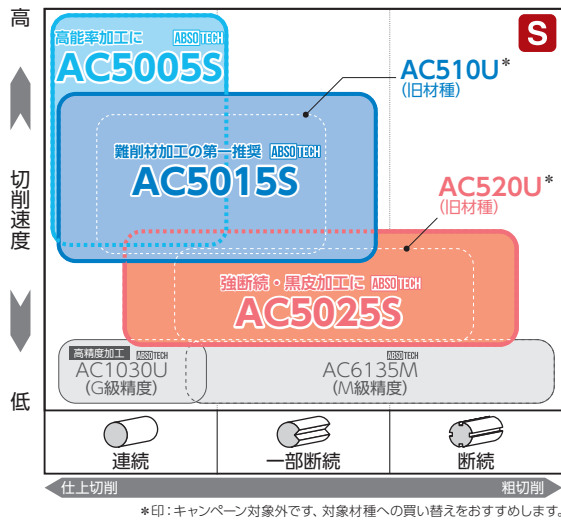 高
切削速度
低
S
高能率加工に ABSOTECH
AC5005S
AC510U*
(旧材種)
難削材加工の第一推奨 ABSOTECH
AC5015S
AC520U*
(旧材種)
強断続・黒皮加工に ABSOTECH
AC5025S
高精度加工 ABSOTECH
AC1030U
(G級精度)
ABSOTECH
AC6135M
(M級精度)
連続
一部断続
断続
仕上切削
粗切削
*印:キャンペーン対象外です、対象材種への買い替えをおすすめします。